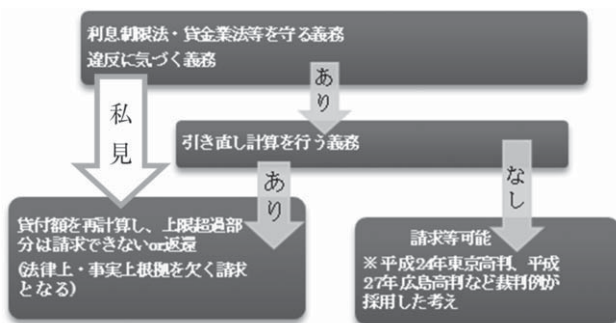 利息制限法・貸金業法等を守る義務
違反に気づく義務
あり
私見
引き直し計算を行う義務
あり
なし
貸付額を再計算し、上限超過部
分は請求できないor返還
(法律上・事実上根拠を欠く請求
となる)
請求等可能
※平成24年東京高判、平成
27年広島高判など裁判例が
採用した考え